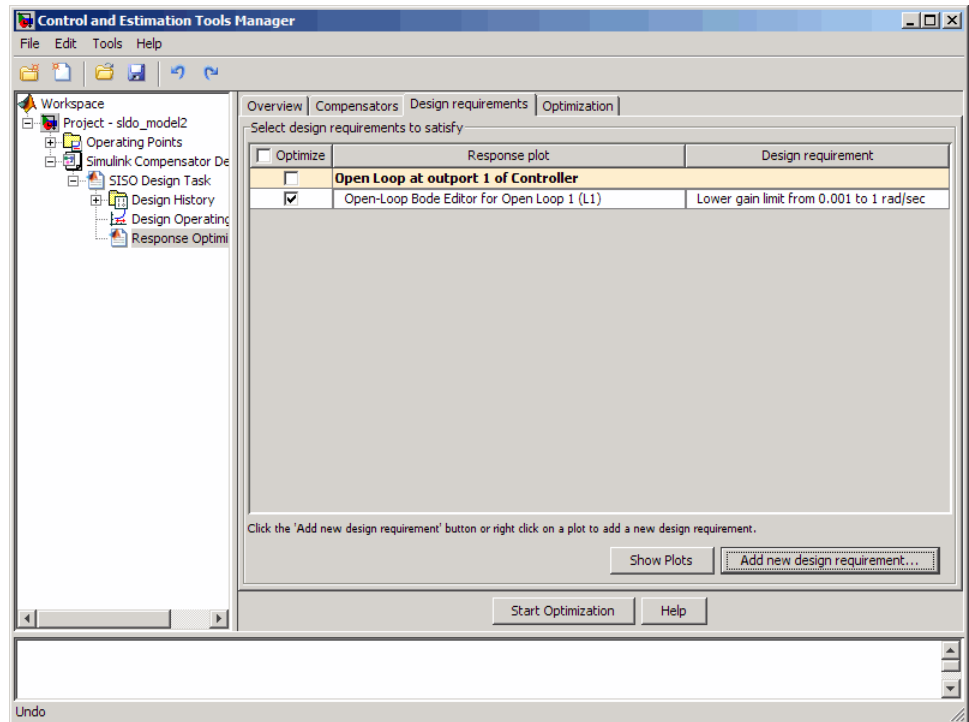 Control and Estimation Tools Manager
File Edit Tools Help
Workspace
Project - sldo_model2
Operating Points
Simulink Compensator De
SISO Design Task
Design History
Design Operating
Response Optimi
Overview Compensators Design requirements Optimization
Select design requirements to satisfy
Optimize Response plot Design requirement
Open Loop at outport 1 of Controller
Open-Loop Bode Editor for Open Loop 1 (L1) Lower gain limit from 0.001 to 1 rad/sec
Click the 'Add new design requirement' button or right click on a plot to add a new design requirement.
Show Plots Add new design requirement...
Start Optimization Help
Undo